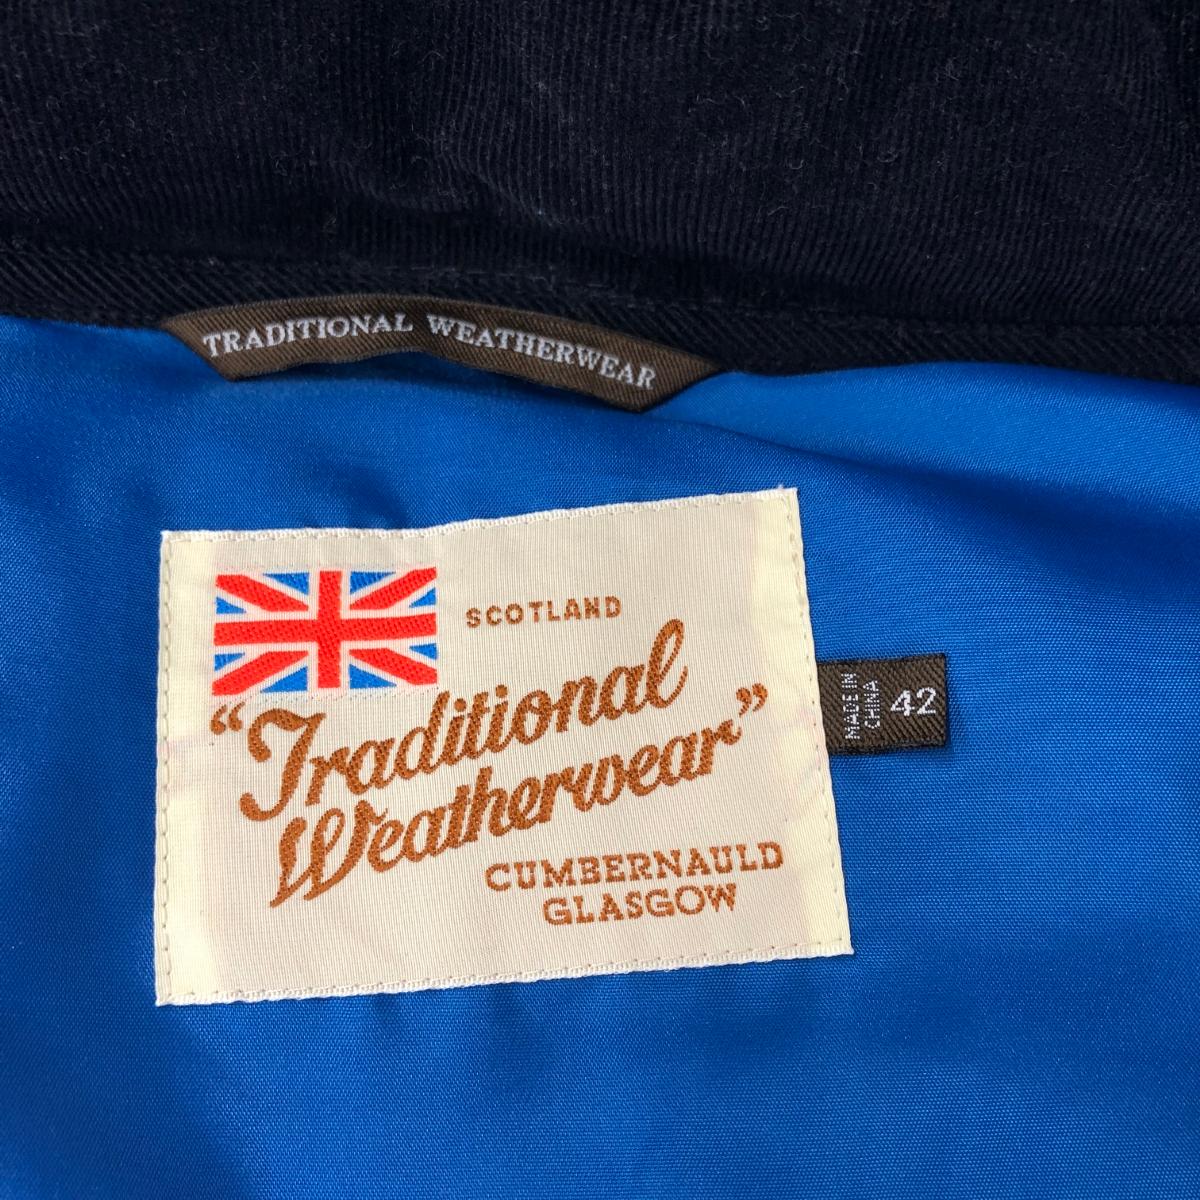 TRADITIONAL WEATHERWEAR
SCOTLAND
“Traditional
Weatherwear”
CUMBERNAULD
GLASGOW
MADE IN
CHINA
42